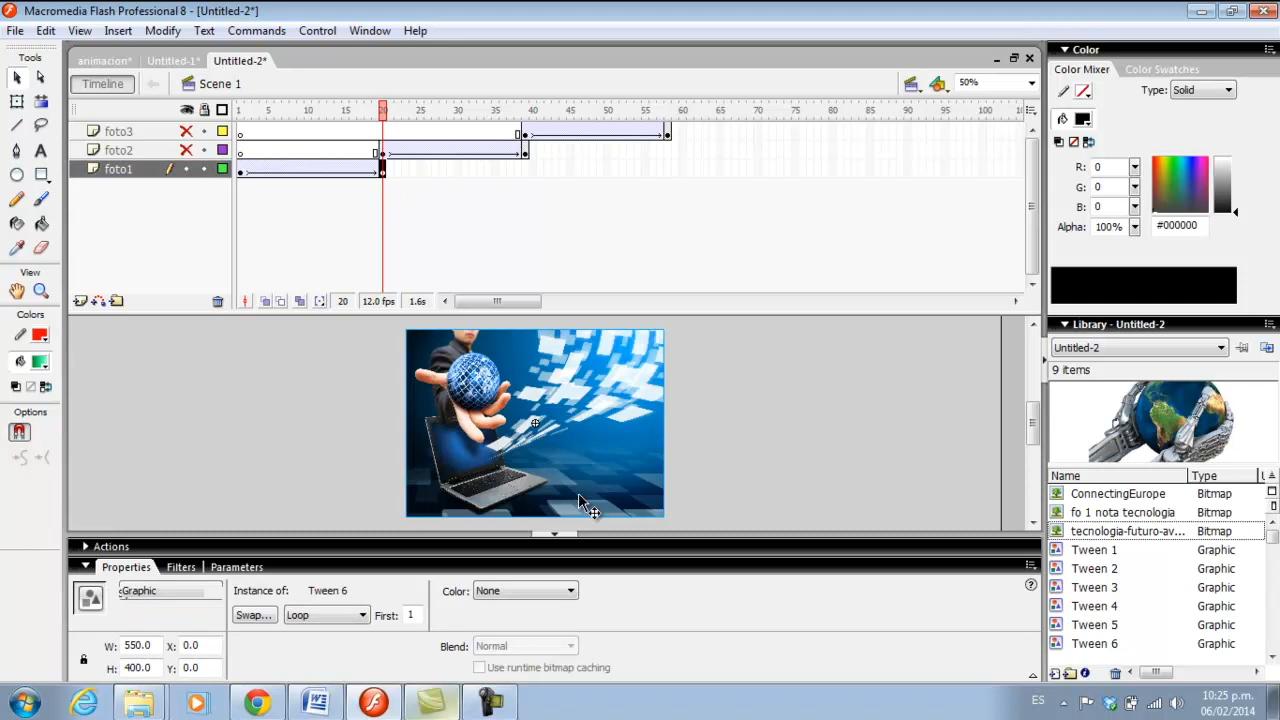 Macromedia Flash Professional 8 - [Untitled-2*]
File Edit View Insert Modify Text Commands Control Window Help
Tools
animacion* Untitled-1* Untitled-2*
Timeline Scene 1 50%
1 5 10 15 20 25 30 35 40 45 50 55 60 65 70 75 80 85 90 95 100
foto3
foto2
foto1
20 12.0 fps 1.6s
View
Colors
Options
Color
Color Mixer Color Swatches
Type: Solid
R: 0
G: 0
B: 0
Alpha: 100% #000000
Library - Untitled-2
Untitled-2
9 items
Name Type
ConnectingEurope Bitmap
fo 1 nota tecnologia Bitmap
tecnologia-futuro-av... Bitmap
Tween 1 Graphic
Tween 2 Graphic
Tween 3 Graphic
Tween 4 Graphic
Tween 5 Graphic
Tween 6 Graphic
Actions
Properties Filters Parameters
Graphic Instance of: Tween 6 Color: None
Swap... Loop First: 1
W: 550.0 X: 0.0 Blend: Normal
H: 400.0 Y: 0.0 Use runtime bitmap caching
ES 10:25 p.m.
06/02/2014